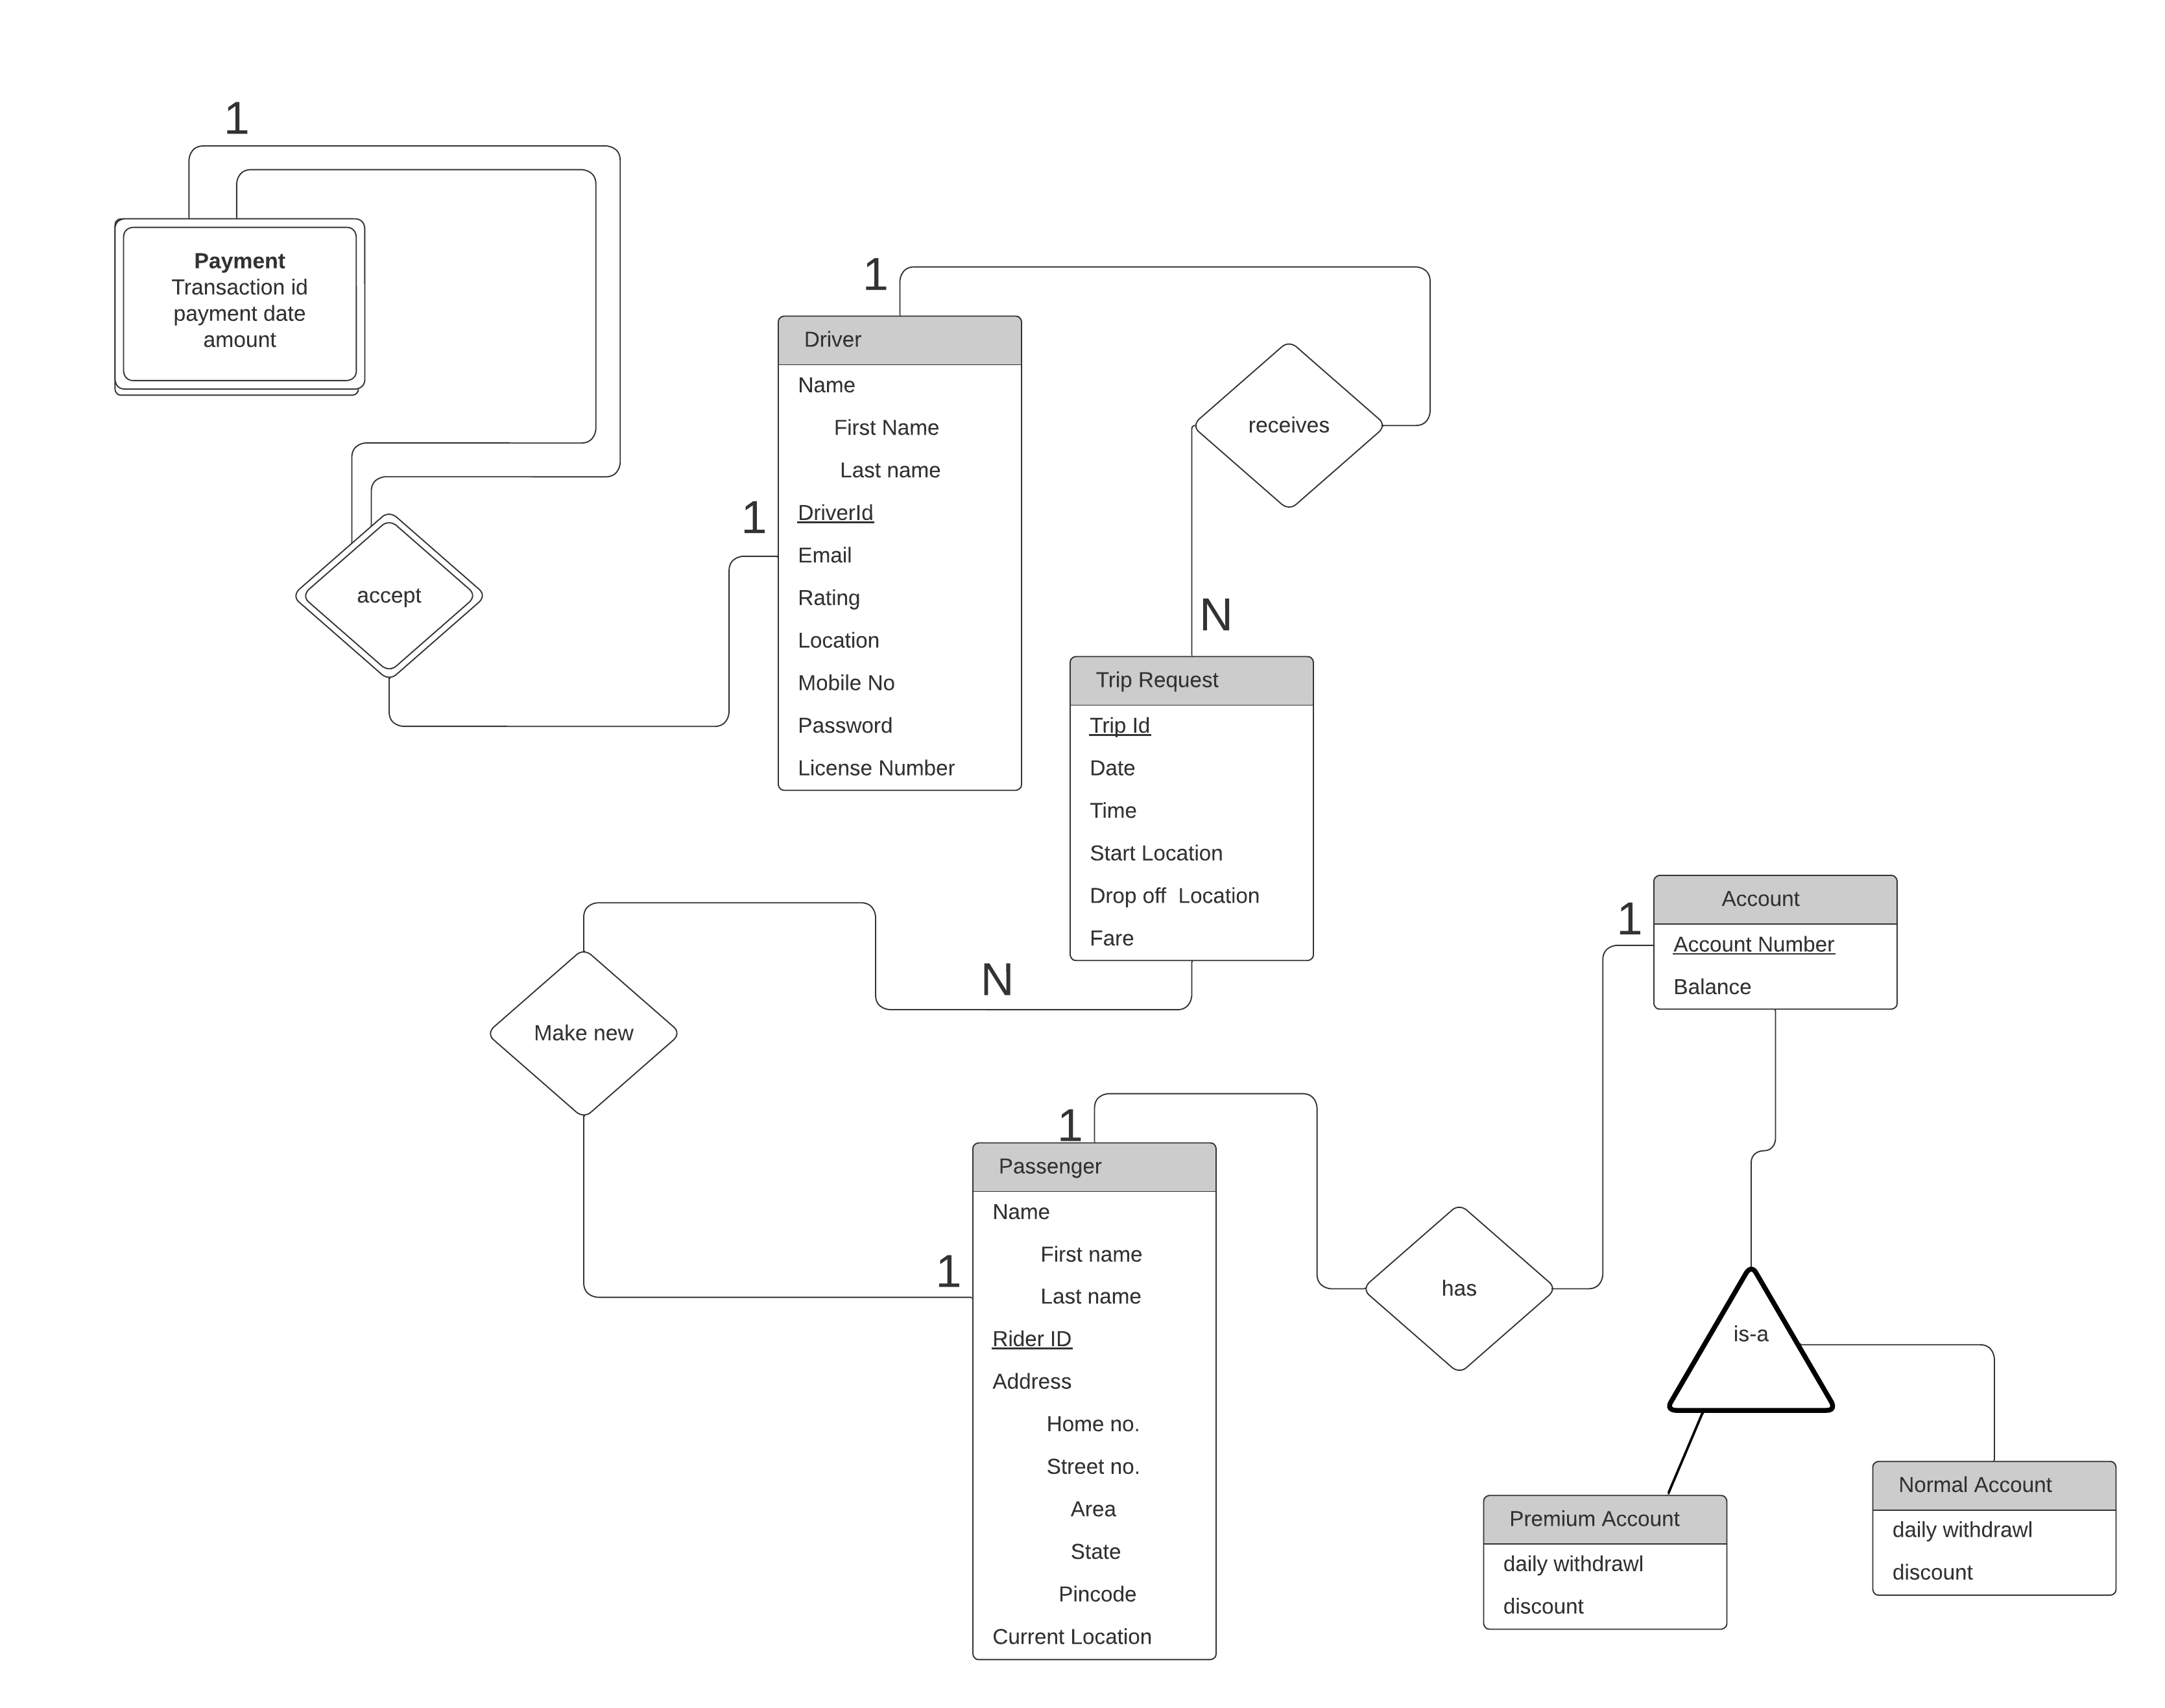 1
Payment
Transaction id
payment date
amount
accept
1
1
Driver
Name
First Name
Last name
DriverId
Email
Rating
Location
Mobile No
Password
License Number
receives
N
Trip Request
Trip Id
Date
Time
Start Location
Drop off  Location
Fare
N
Make new
1
1
Passenger
Name
First name
Last name
Rider ID
Address
Home no.
Street no.
Area
State
Pincode
Current Location
has
1
Account
Account Number
Balance
is-a
Premium Account
daily withdrawl
discount
Normal Account
daily withdrawl
discount